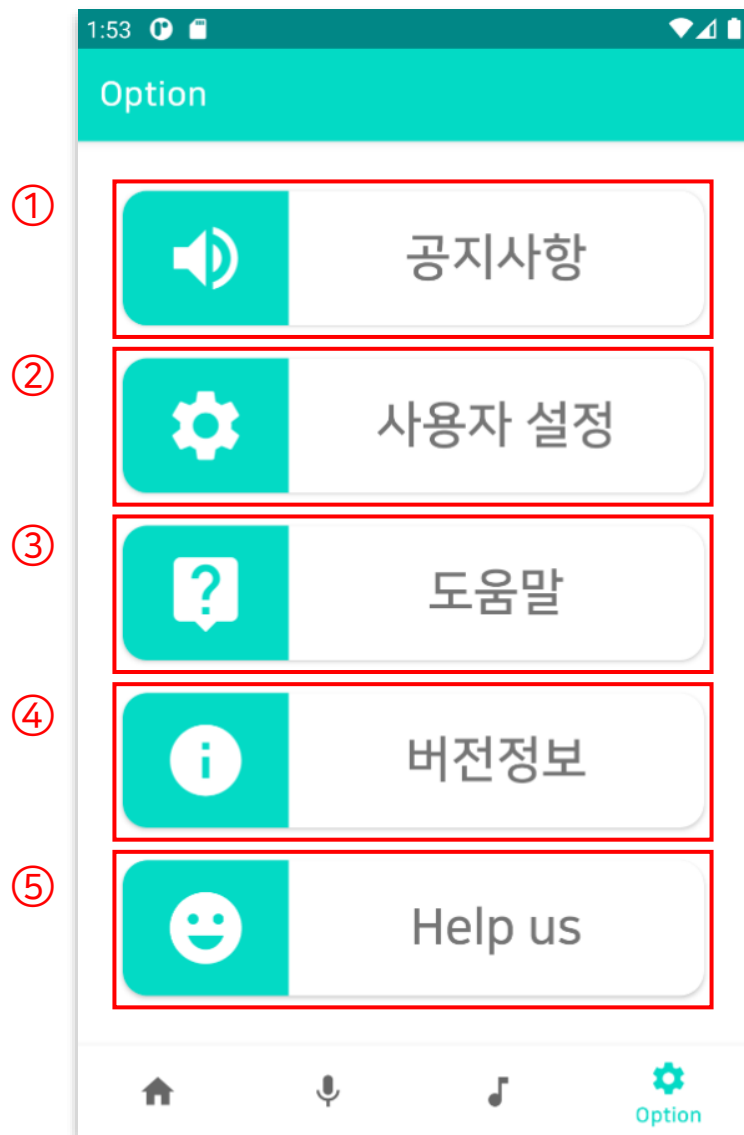 1:53
Option
① 공지사항
② 사용자 설정
③ 도움말
④ 버전정보
⑤ Help us
Option